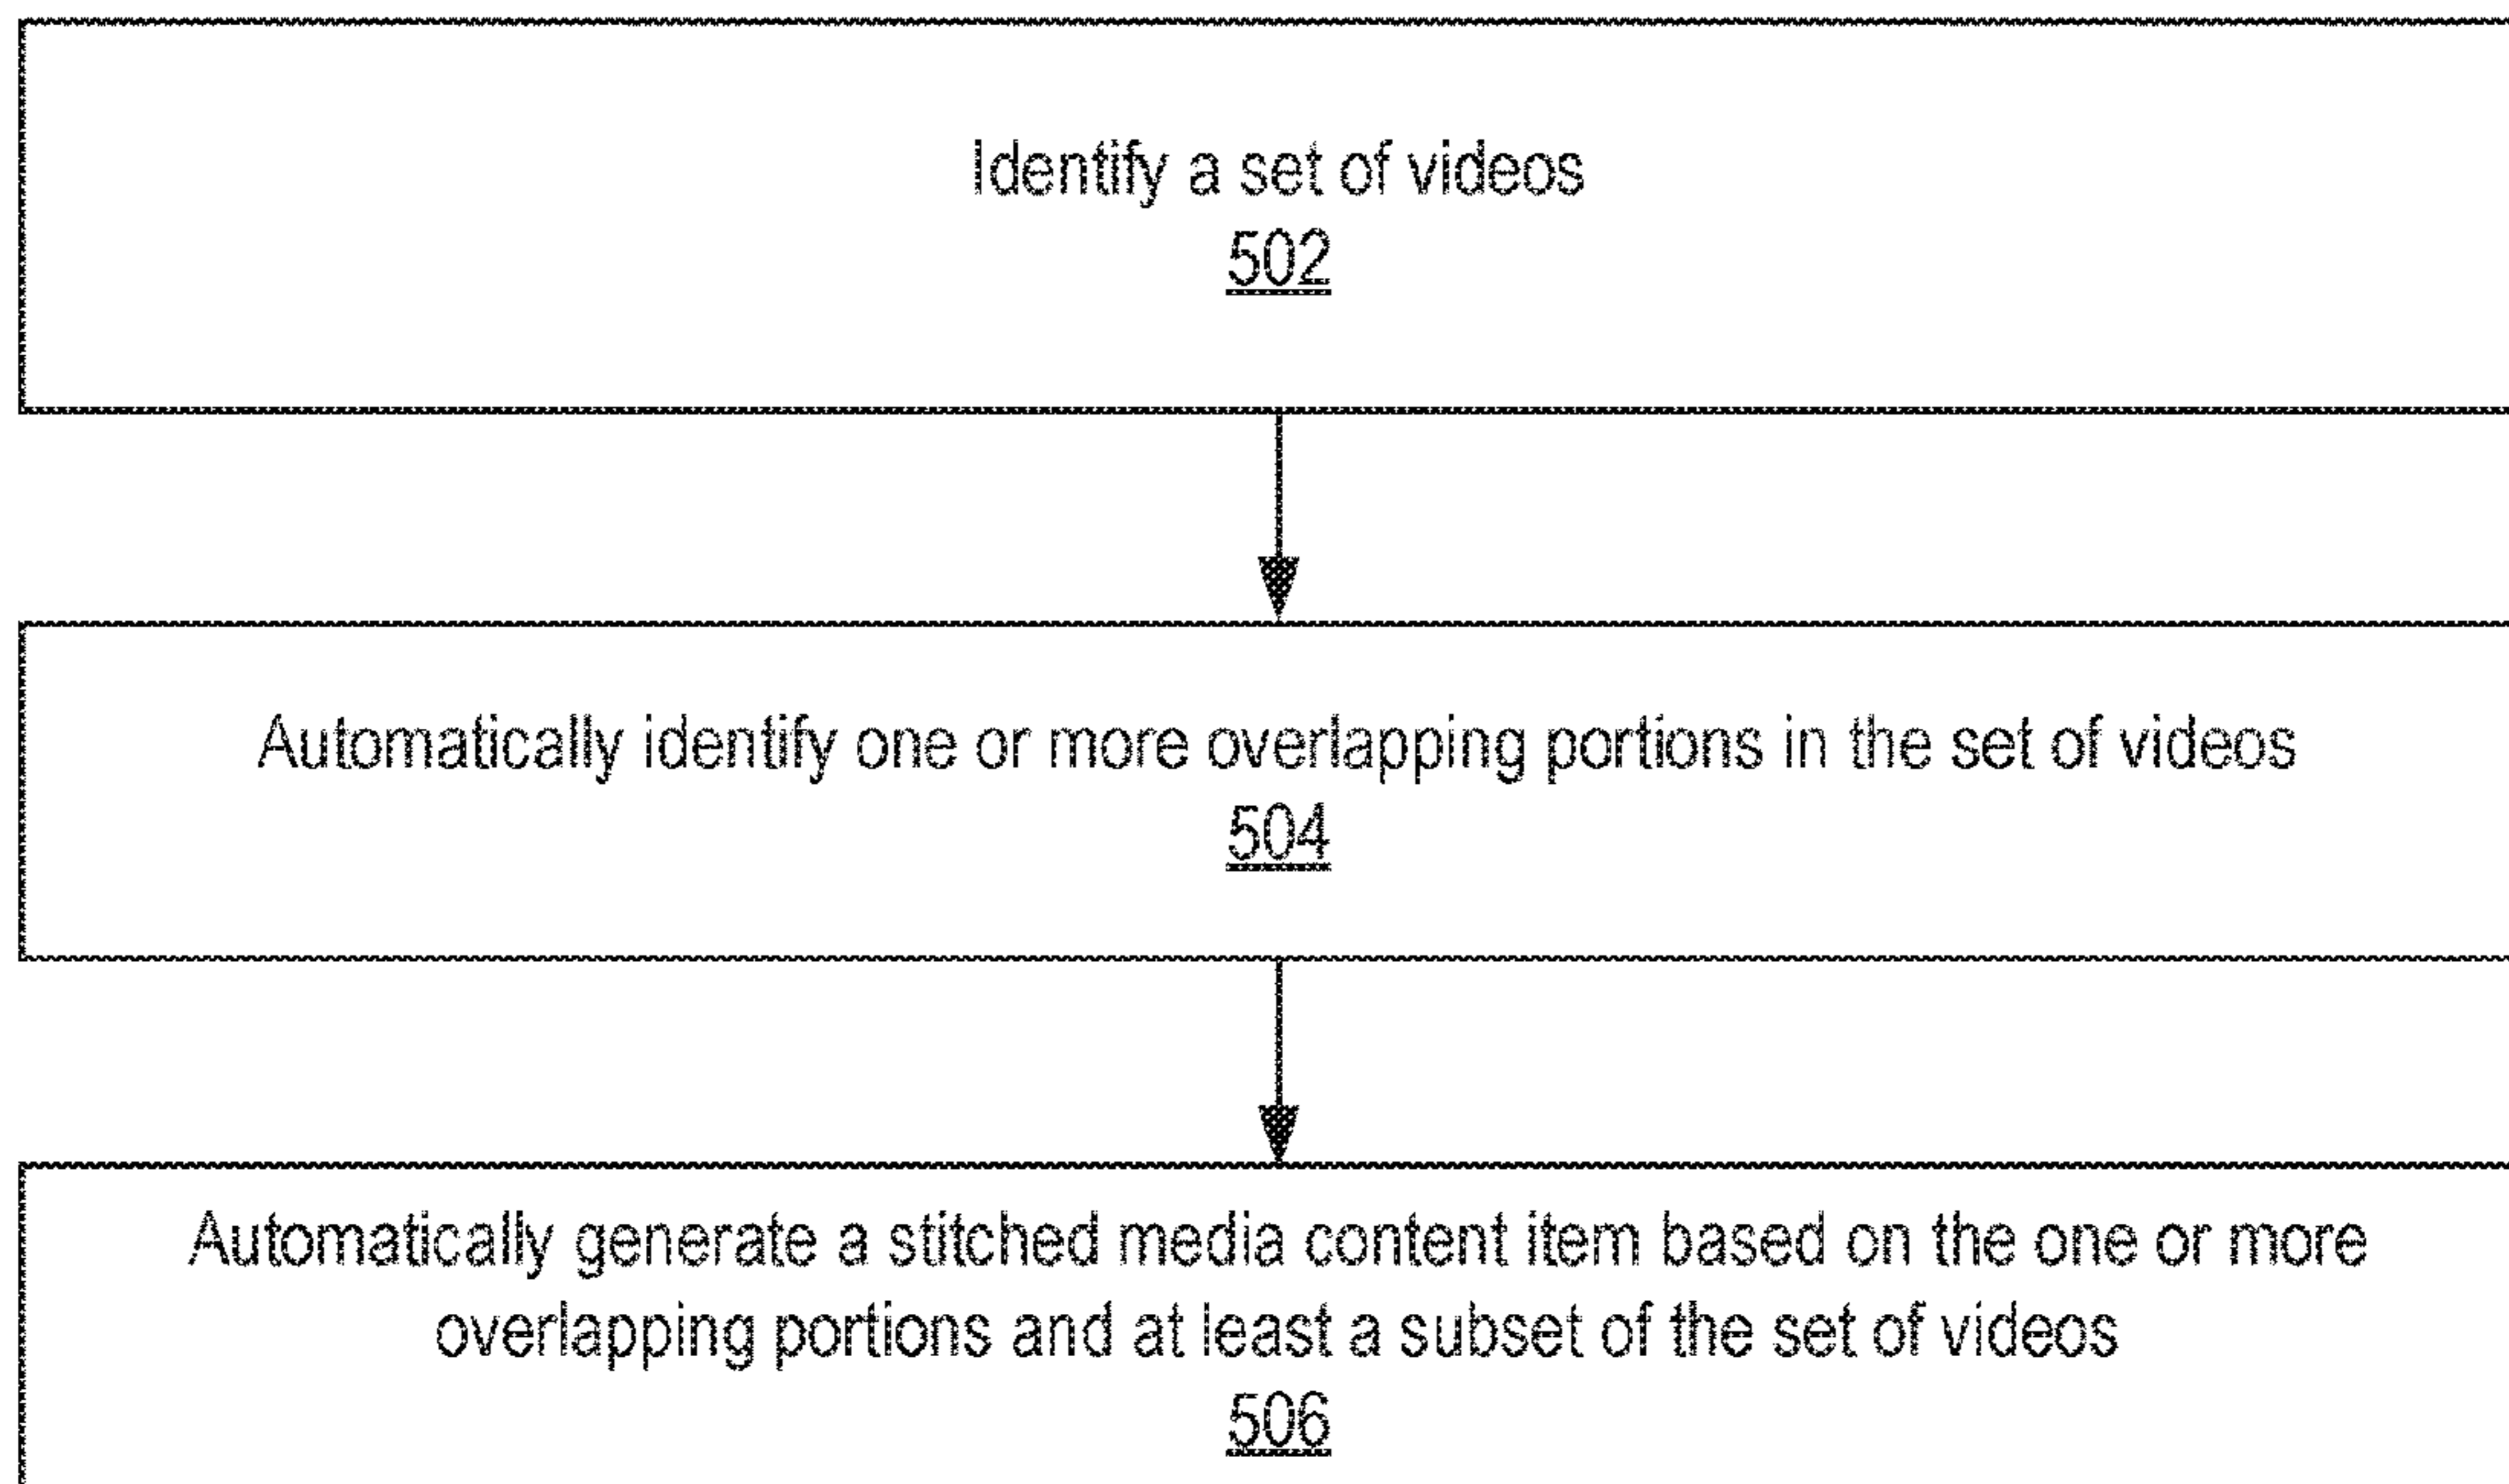 Identify a set of videos
502
Automatically identify one or more overlapping portions in the set of videos
504
Automatically generate a stitched media content item based on the one or more
overlapping portions and at least a subset of the set of videos
506